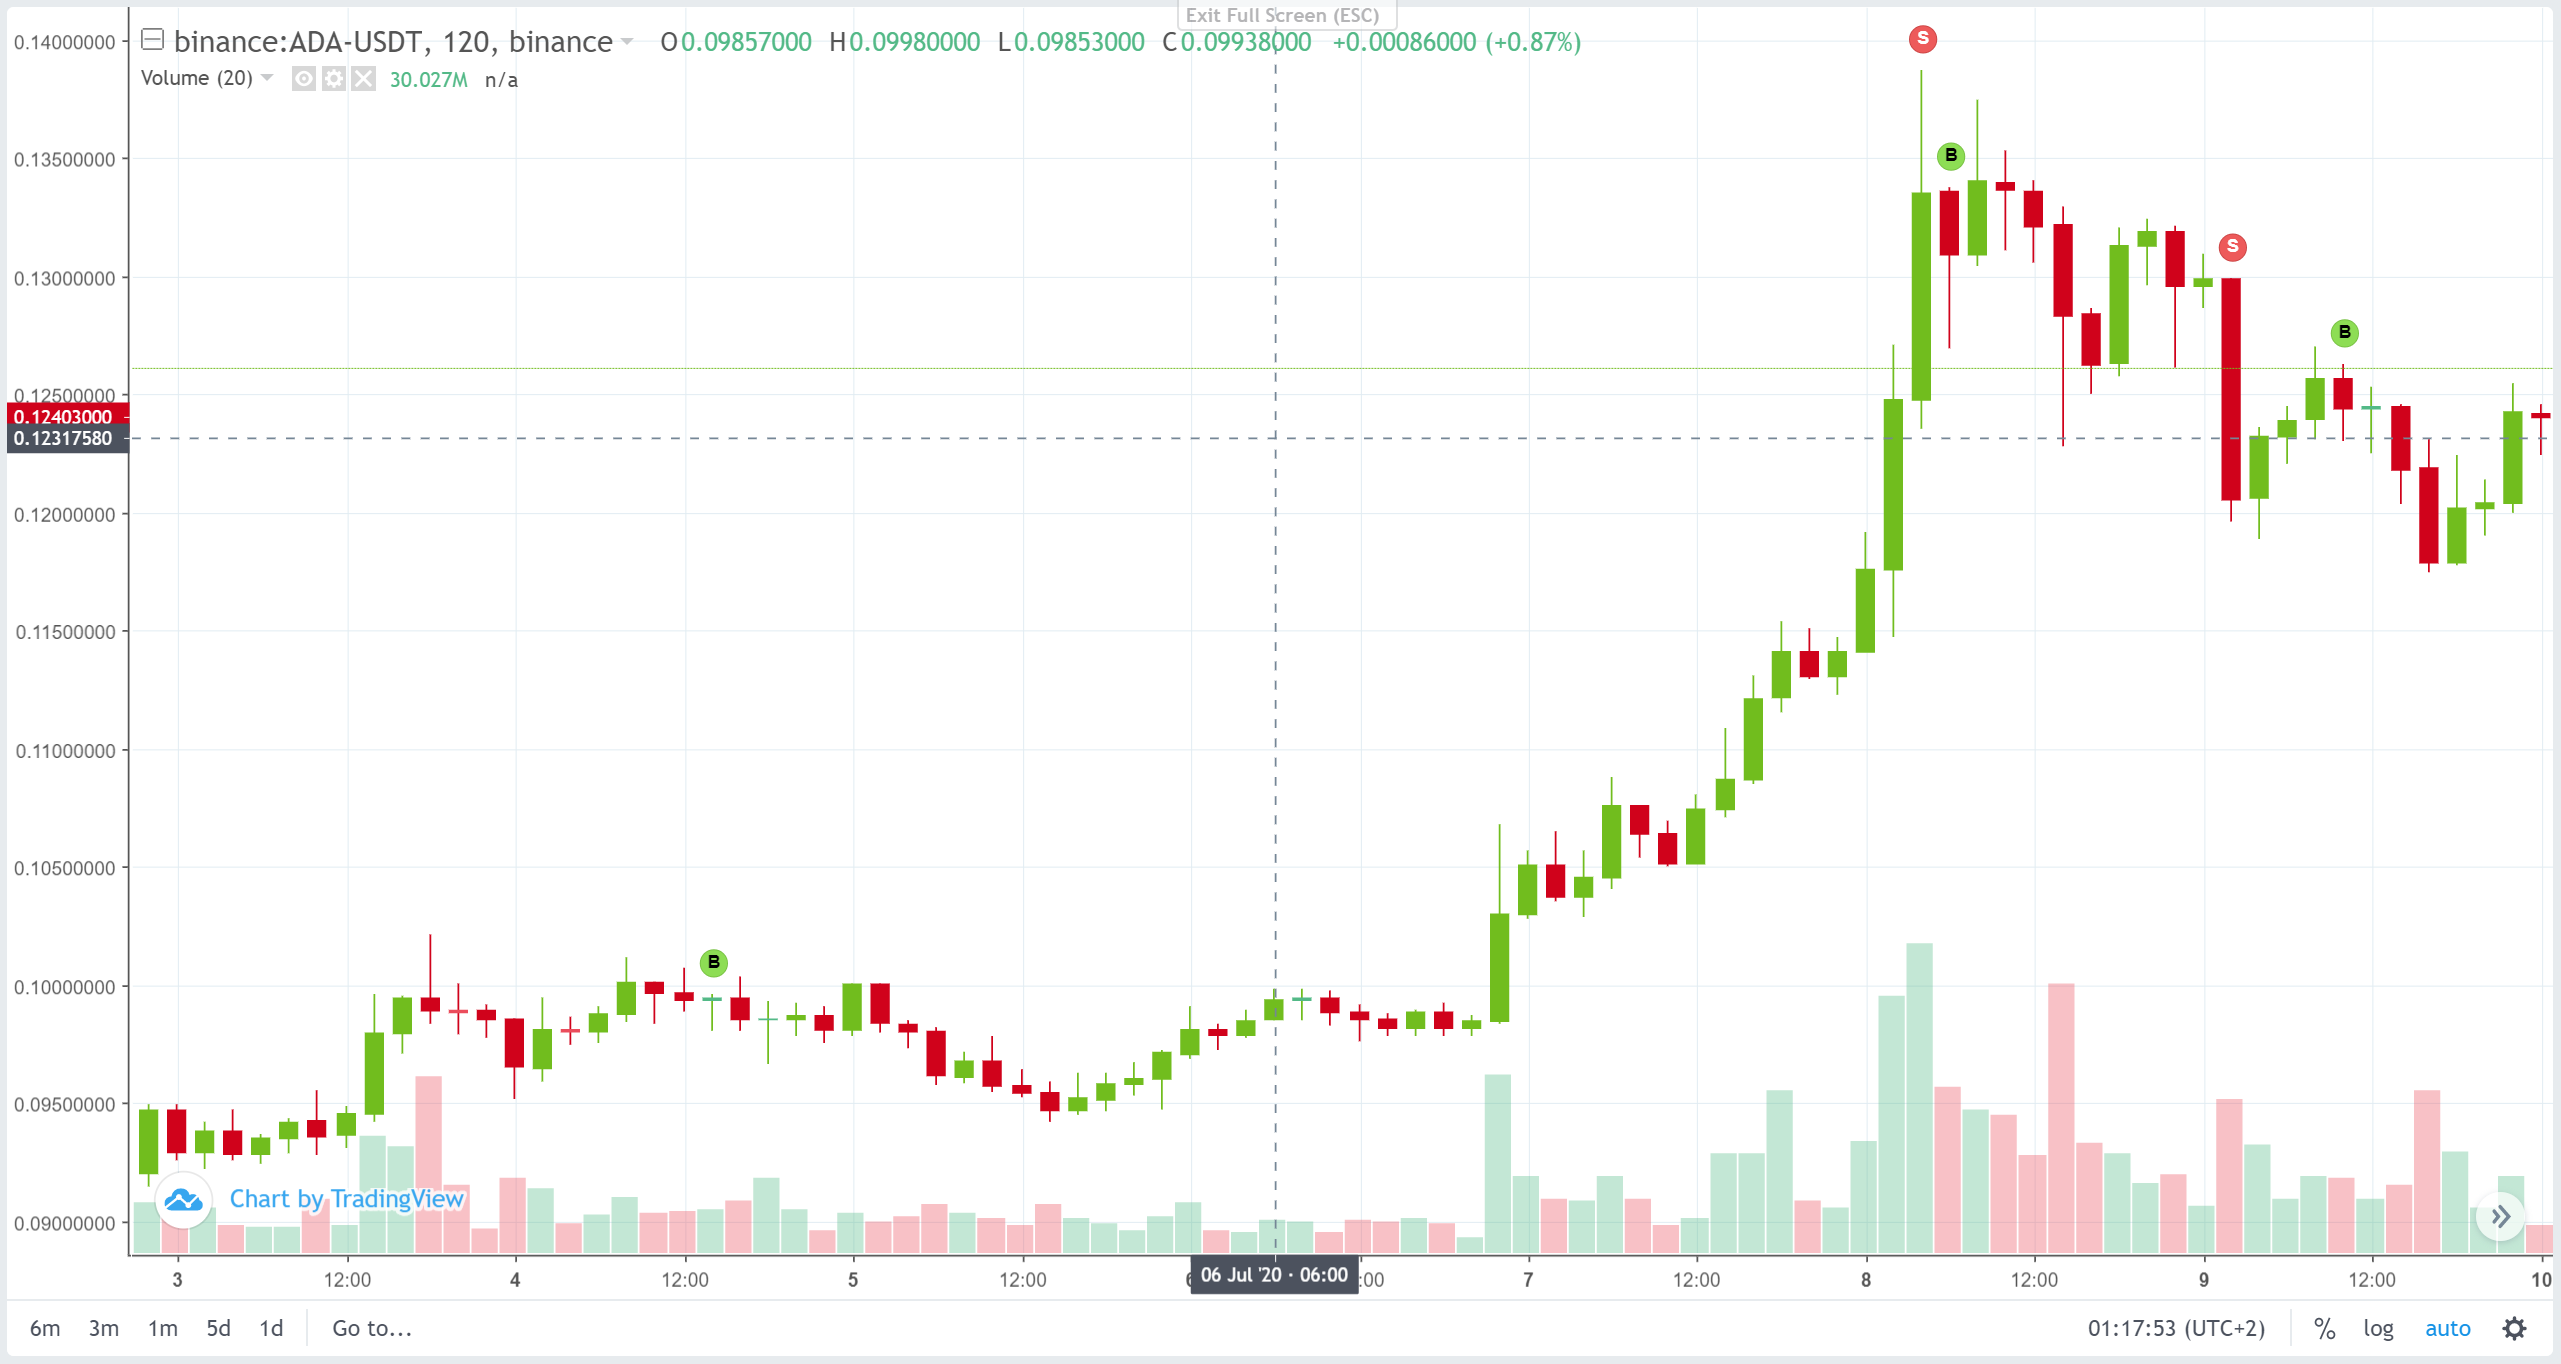 Exit Full Screen (ESC)
binance:ADA-USDT, 120, binance O0.09857000 H0.09980000 L0.09853000 C0.09938000 +0.00086000 (+0.87%)
Volume (20) 30.027M n/a
0.14000000
S
0.13500000
B
S
0.13000000
B
0.12500000
0.12403000
0.12317580
0.12000000
0.11500000
0.11000000
0.10500000
B
0.10000000
0.09500000
Chart by TradingView
0.09000000
3 12:00 4 12:00 5 12:00 06 Jul '20 · 06:00 :00 7 12:00 8 12:00 9 12:00 10
6m 3m 1m 5d 1d Go to... 01:17:53 (UTC+2) % log auto